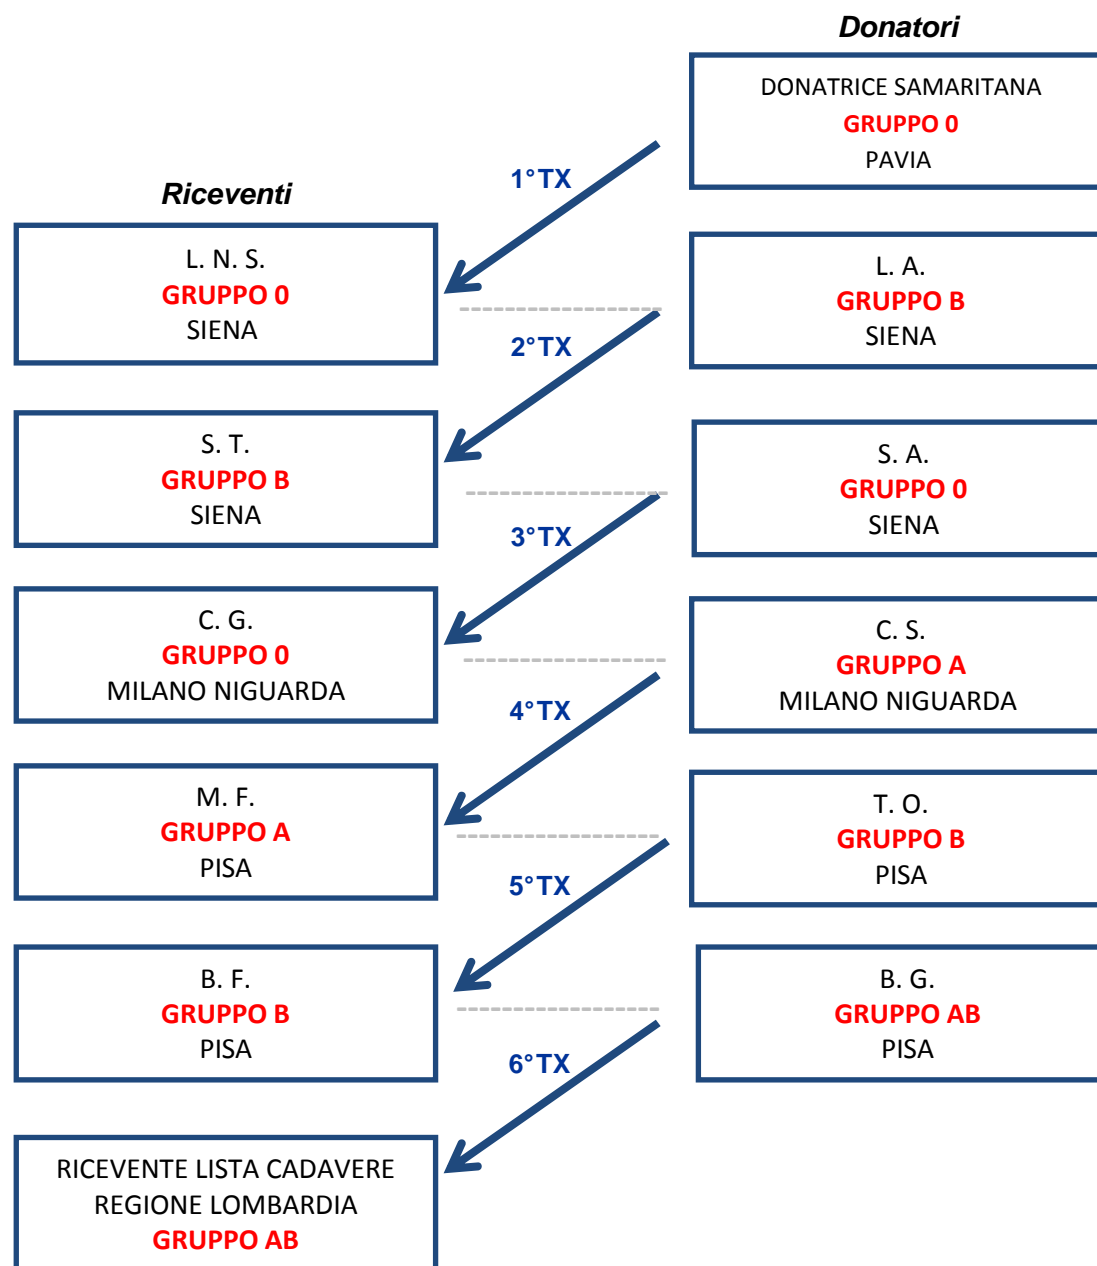 Donatori
DONATRICE SAMARITANA
GRUPPO 0
PAVIA
1°TX
Riceventi
L. N. S.
GRUPPO 0
SIENA
L. A.
GRUPPO B
SIENA
2°TX
S. T.
GRUPPO B
SIENA
S. A.
GRUPPO 0
SIENA
3°TX
C. G.
GRUPPO 0
MILANO NIGUARDA
C. S.
GRUPPO A
MILANO NIGUARDA
4°TX
M. F.
GRUPPO A
PISA
T. O.
GRUPPO B
PISA
5°TX
B. F.
GRUPPO B
PISA
B. G.
GRUPPO AB
PISA
6°TX
RICEVENTE LISTA CADAVERE
REGIONE LOMBARDIA
GRUPPO AB